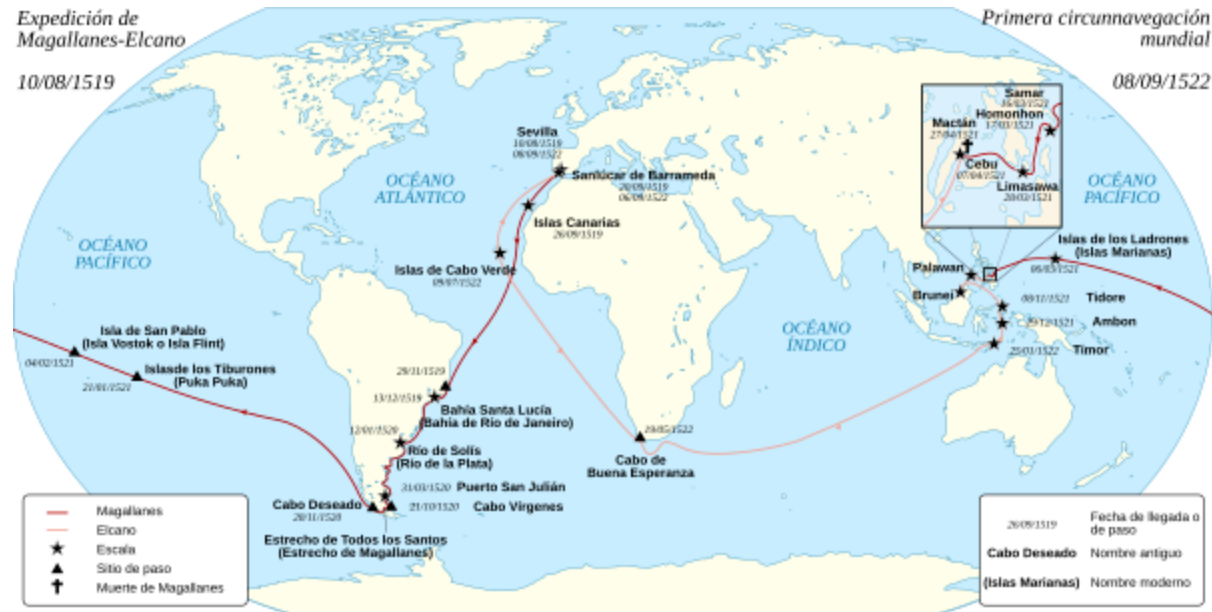 Expedición de
Magallanes-Elcano
10/08/1519
Primera circunnavegación
mundial
08/09/1522
Samar
16/03/1521
Homonhon
17/03/1521
Mactán
27/04/1521
Cebu
07/04/1521
Limasawa
28/03/1521
Sevilla
10/08/1519
08/09/1522
Sanlúcar de Barrameda
20/09/1519
06/09/1522
OCÉANO
ATLÁNTICO
OCÉANO
PACÍFICO
Islas Canarias
26/09/1519
OCÉANO
PACÍFICO
Islas de los Ladrones
(Islas Marianas)
06/03/1521
Islas de Cabo Verde
09/07/1522
Palawan
Brunei
08/11/1521 Tidore
29/12/1521 Ambon
25/01/1522 Timor
OCÉANO
ÍNDICO
Isla de San Pablo
(Isla Vostok o Isla Flint)
04/02/1521
Islasde los Tiburones
(Puka Puka)
21/01/1521
29/11/1519
13/12/1519
Bahía Santa Lucía
(Bahía de Río de Janeiro)
12/01/1520
Río de Solís
(Río de la Plata)
19/05/1522
Cabo de
Buena Esperanza
31/03/1520 Puerto San Julián
Cabo Deseado
28/11/1520
21/10/1520 Cabo Vírgenes
Estrecho de Todos los Santos
(Estrecho de Magallanes)
Magallanes
Elcano
Escala
Sitio de paso
Muerte de Magallanes
26/09/1519 Fecha de llegada o
de paso
Cabo Deseado Nombre antiguo
(Islas Marianas) Nombre moderno